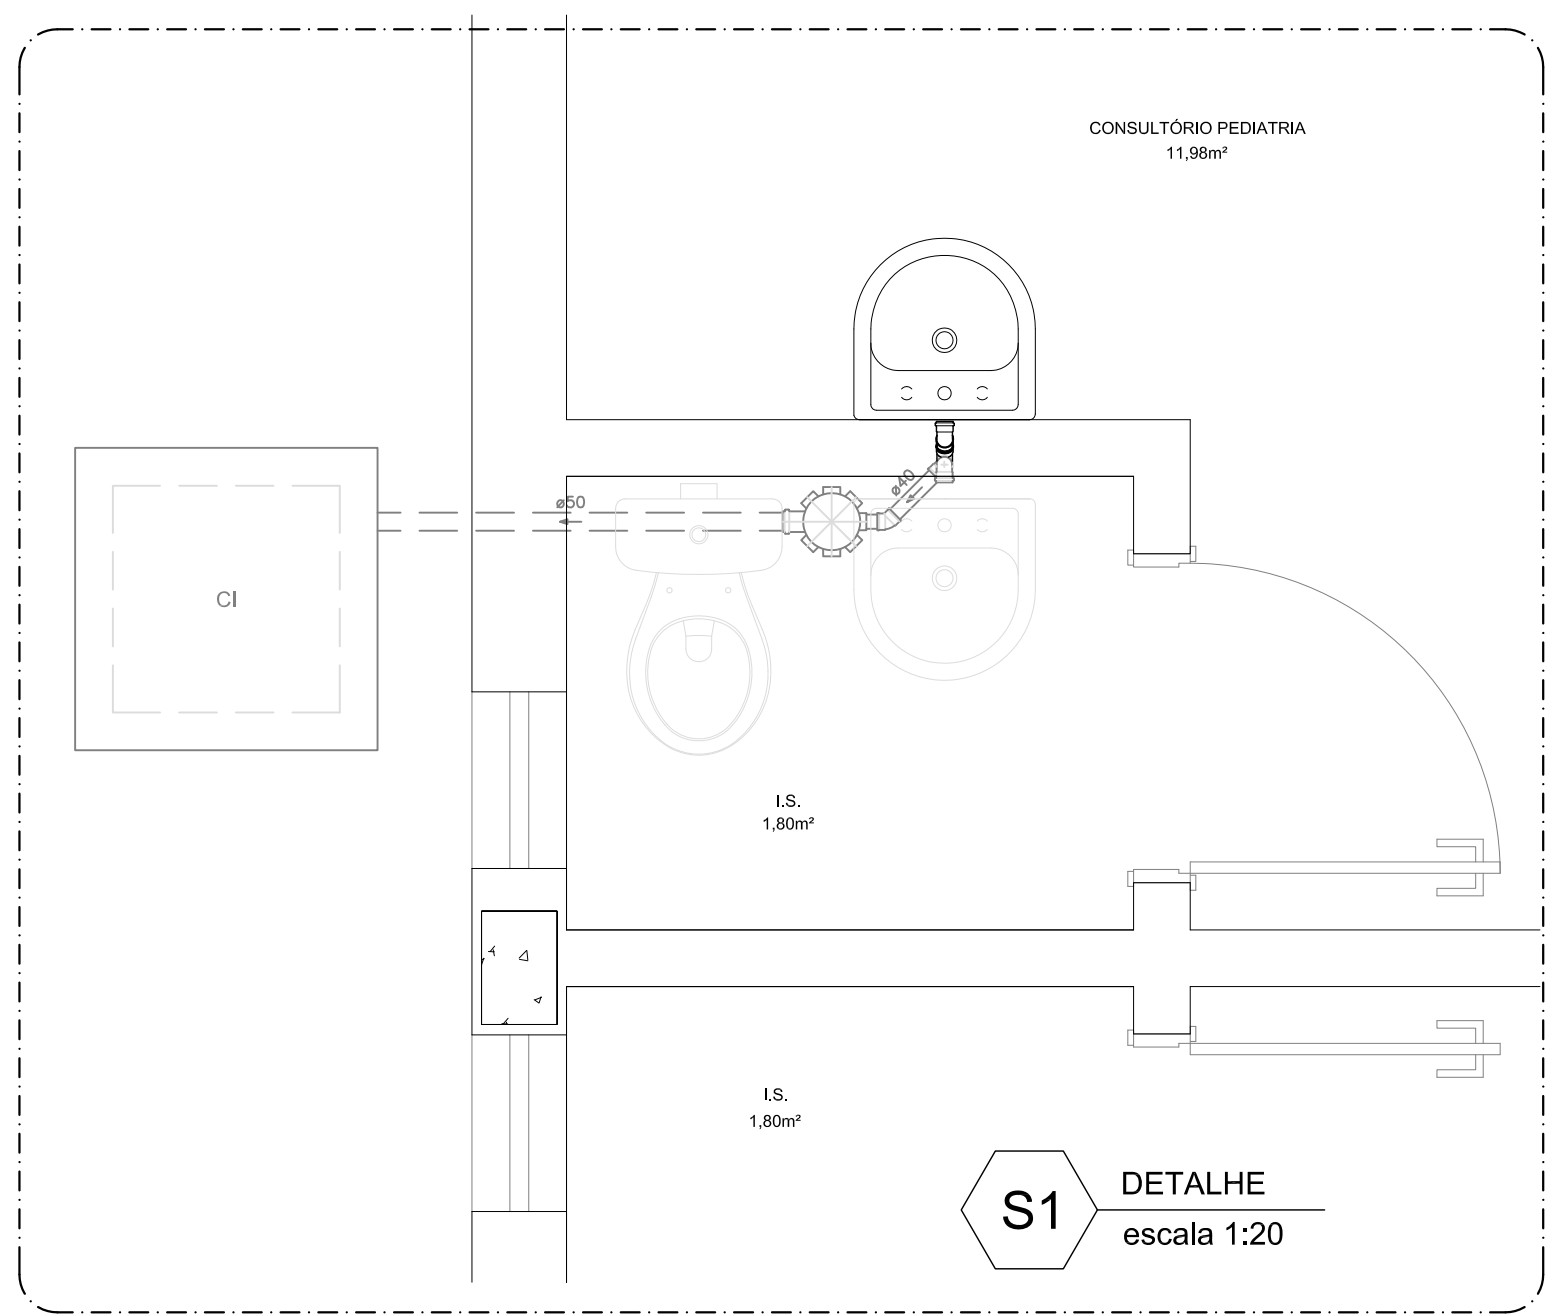 CONSULTÓRIO PEDIATRIA
11,98m²
ø40
ø50
CI
I.S.
1,80m²
I.S.
1,80m²
S1
DETALHE
escala 1:20